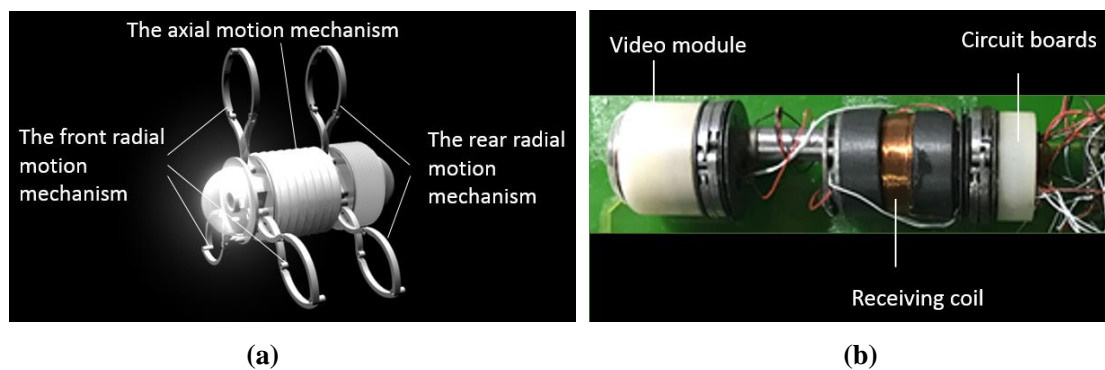 The axial motion mechanism
The front radial
motion
mechanism
The rear radial
motion
mechanism
Video module
Circuit boards
Receiving coil
(a)
(b)